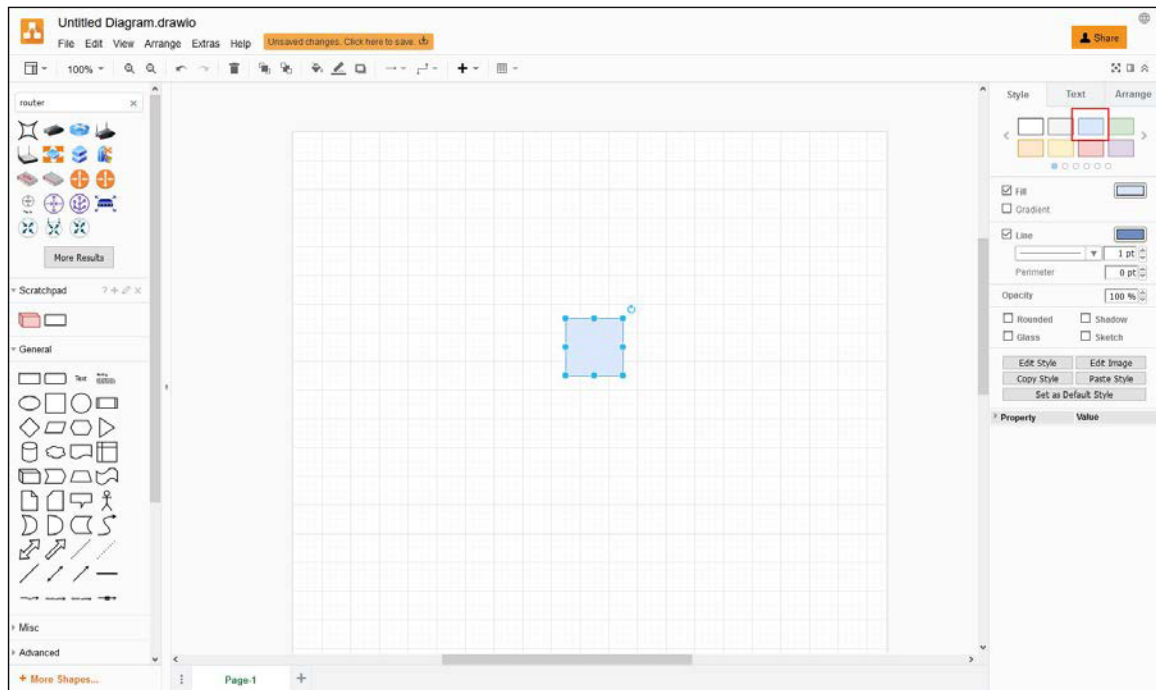 Untitled Diagram.drawio
File Edit View Arrange Extras Help
Unsaved changes. Click here to save.
Share
100%
router
More Results
Scratchpad
?
General
Text
Misc
Advanced
+ More Shapes...
Page-1
Style Text Arrange
Fill
Gradient
Line
1 pt
Perimeter
0 pt
Opacity
100 %
Rounded Shadow
Glass Sketch
Edit Style Edit Image
Copy Style Paste Style
Set as Default Style
Property Value